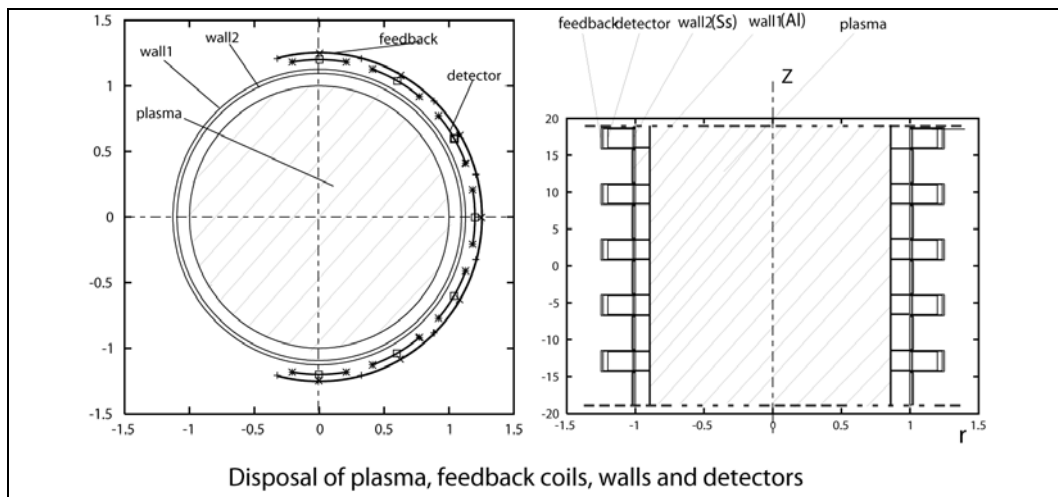 1.5
1
0.5
0
-0.5
-1
-1.5
-1.5 -1 -0.5 0 0.5 1 1.5
wall1
wall2
feedback
detector
plasma
feedback detector wall2(Ss) wall1(Al) plasma
Z
20
15
10
5
0
-5
-10
-15
-20
-1.5 -1 -0.5 0 0.5 1 1.5
r
Disposal of plasma, feedback coils, walls and detectors